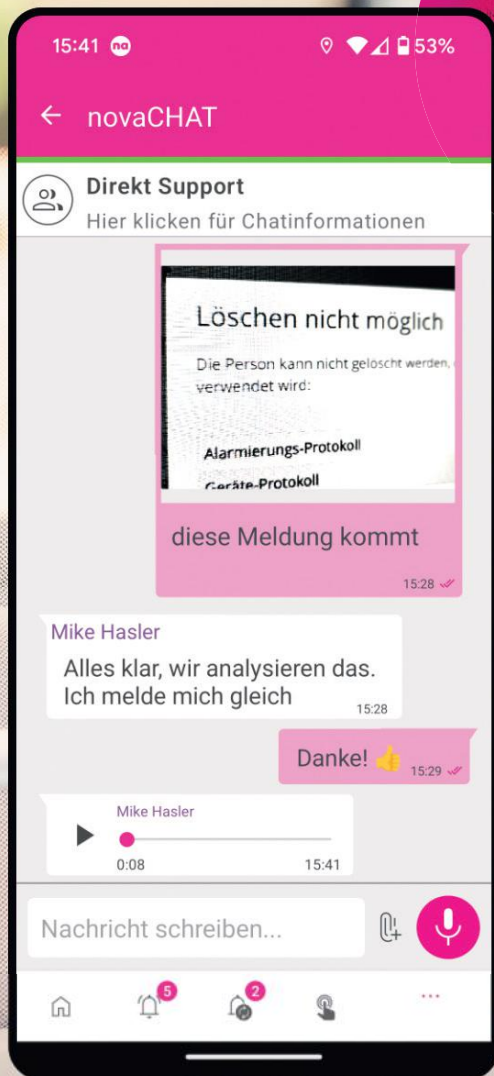 15:41 na 53%
novaCHAT
Direkt Support
Hier klicken für Chatinformationen
Löschen nicht möglich
Die Person kann nicht gelöscht werden,
verwendet wird:
Alarmierungs-Protokoll
Geräte-Protokoll
diese Meldung kommt
15:28
Mike Hasler
Alles klar, wir analysieren das.
Ich melde mich gleich
15:28
Danke! 👍
15:29
Mike Hasler
0:08 15:41
Nachricht schreiben...
5 2